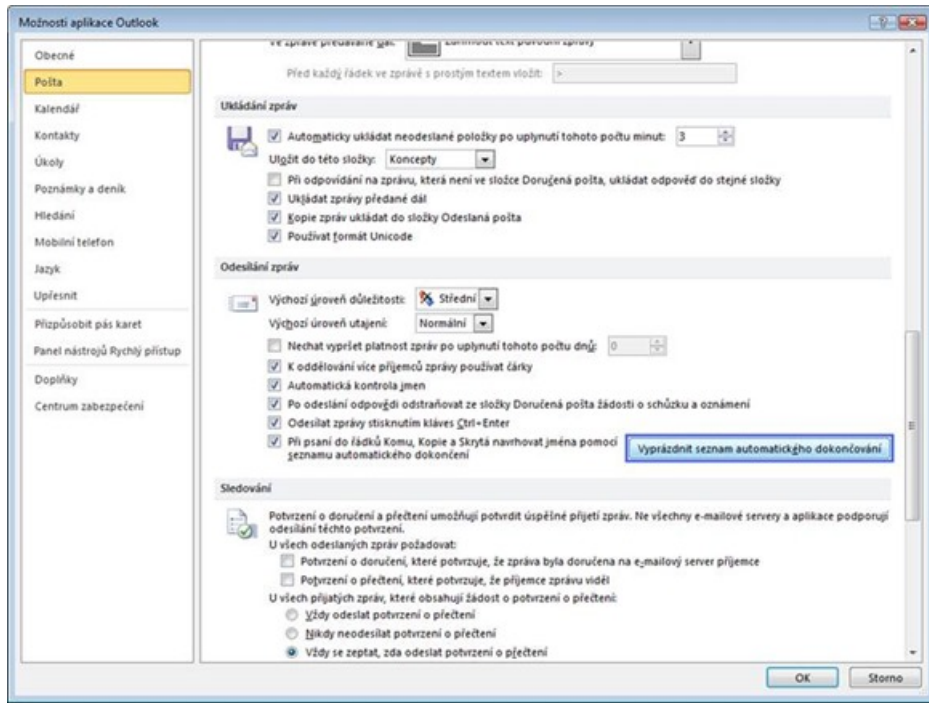 Možnosti aplikace Outlook
Obecné
Pošta
Kalendář
Kontakty
Úkoly
Poznámky a deník
Hledání
Mobilní telefon
Jazyk
Upřesnit
Přizpůsobit pás karet
Panel nástrojů Rychlý přístup
Doplňky
Centrum zabezpečení
Před každý řádek ve zprávě s prostým textem vložit: >
Ukládání zpráv
Automaticky ukládat neodeslané položky po uplynutí tohoto počtu minut: 3
Uložit do této složky: Koncepty
Při odpovídání na zprávu, která není ve složce Doručená pošta, ukládat odpověď do stejné složky
Ukládat zprávy předané dál
Kopie zpráv ukládat do složky Odeslaná pošta
Používat formát Unicode
Odesílání zpráv
Výchozí úroveň důležitosti: Střední
Výchozí úroveň utajení: Normální
Nechat vypršet platnost zpráv po uplynutí tohoto počtu dnů: 0
K oddělování více příjemců zprávy používat čárky
Automatická kontrola jmen
Po odeslání odpovědi odstraňovat ze složky Doručená pošta žádosti o schůzku a oznámení
Odesílat zprávy stisknutím kláves Ctrl+Enter
Při psaní do řádků Komu, Kopie a Skrytá navrhovat jména pomocí
seznamu automatického dokončení
Vyprázdnit seznam automatického dokončování
Sledování
Potvrzení o doručení a přečtení umožňují potvrdit úspěšné přijetí zpráv. Ne všechny e-mailové servery a aplikace podporují
odesílání těchto potvrzení.
U všech odeslaných zpráv požadovat:
Potvrzení o doručení, které potvrzuje, že zpráva byla doručena na e-mailový server příjemce
Potvrzení o přečtení, které potvrzuje, že příjemce zprávu viděl
U všech přijatých zpráv, které obsahují žádost o potvrzení o přečtení:
Vždy odeslat potvrzení o přečtení
Nikdy neodesílat potvrzení o přečtení
Vždy se zeptat, zda odeslat potvrzení o přečtení
OK
Storno